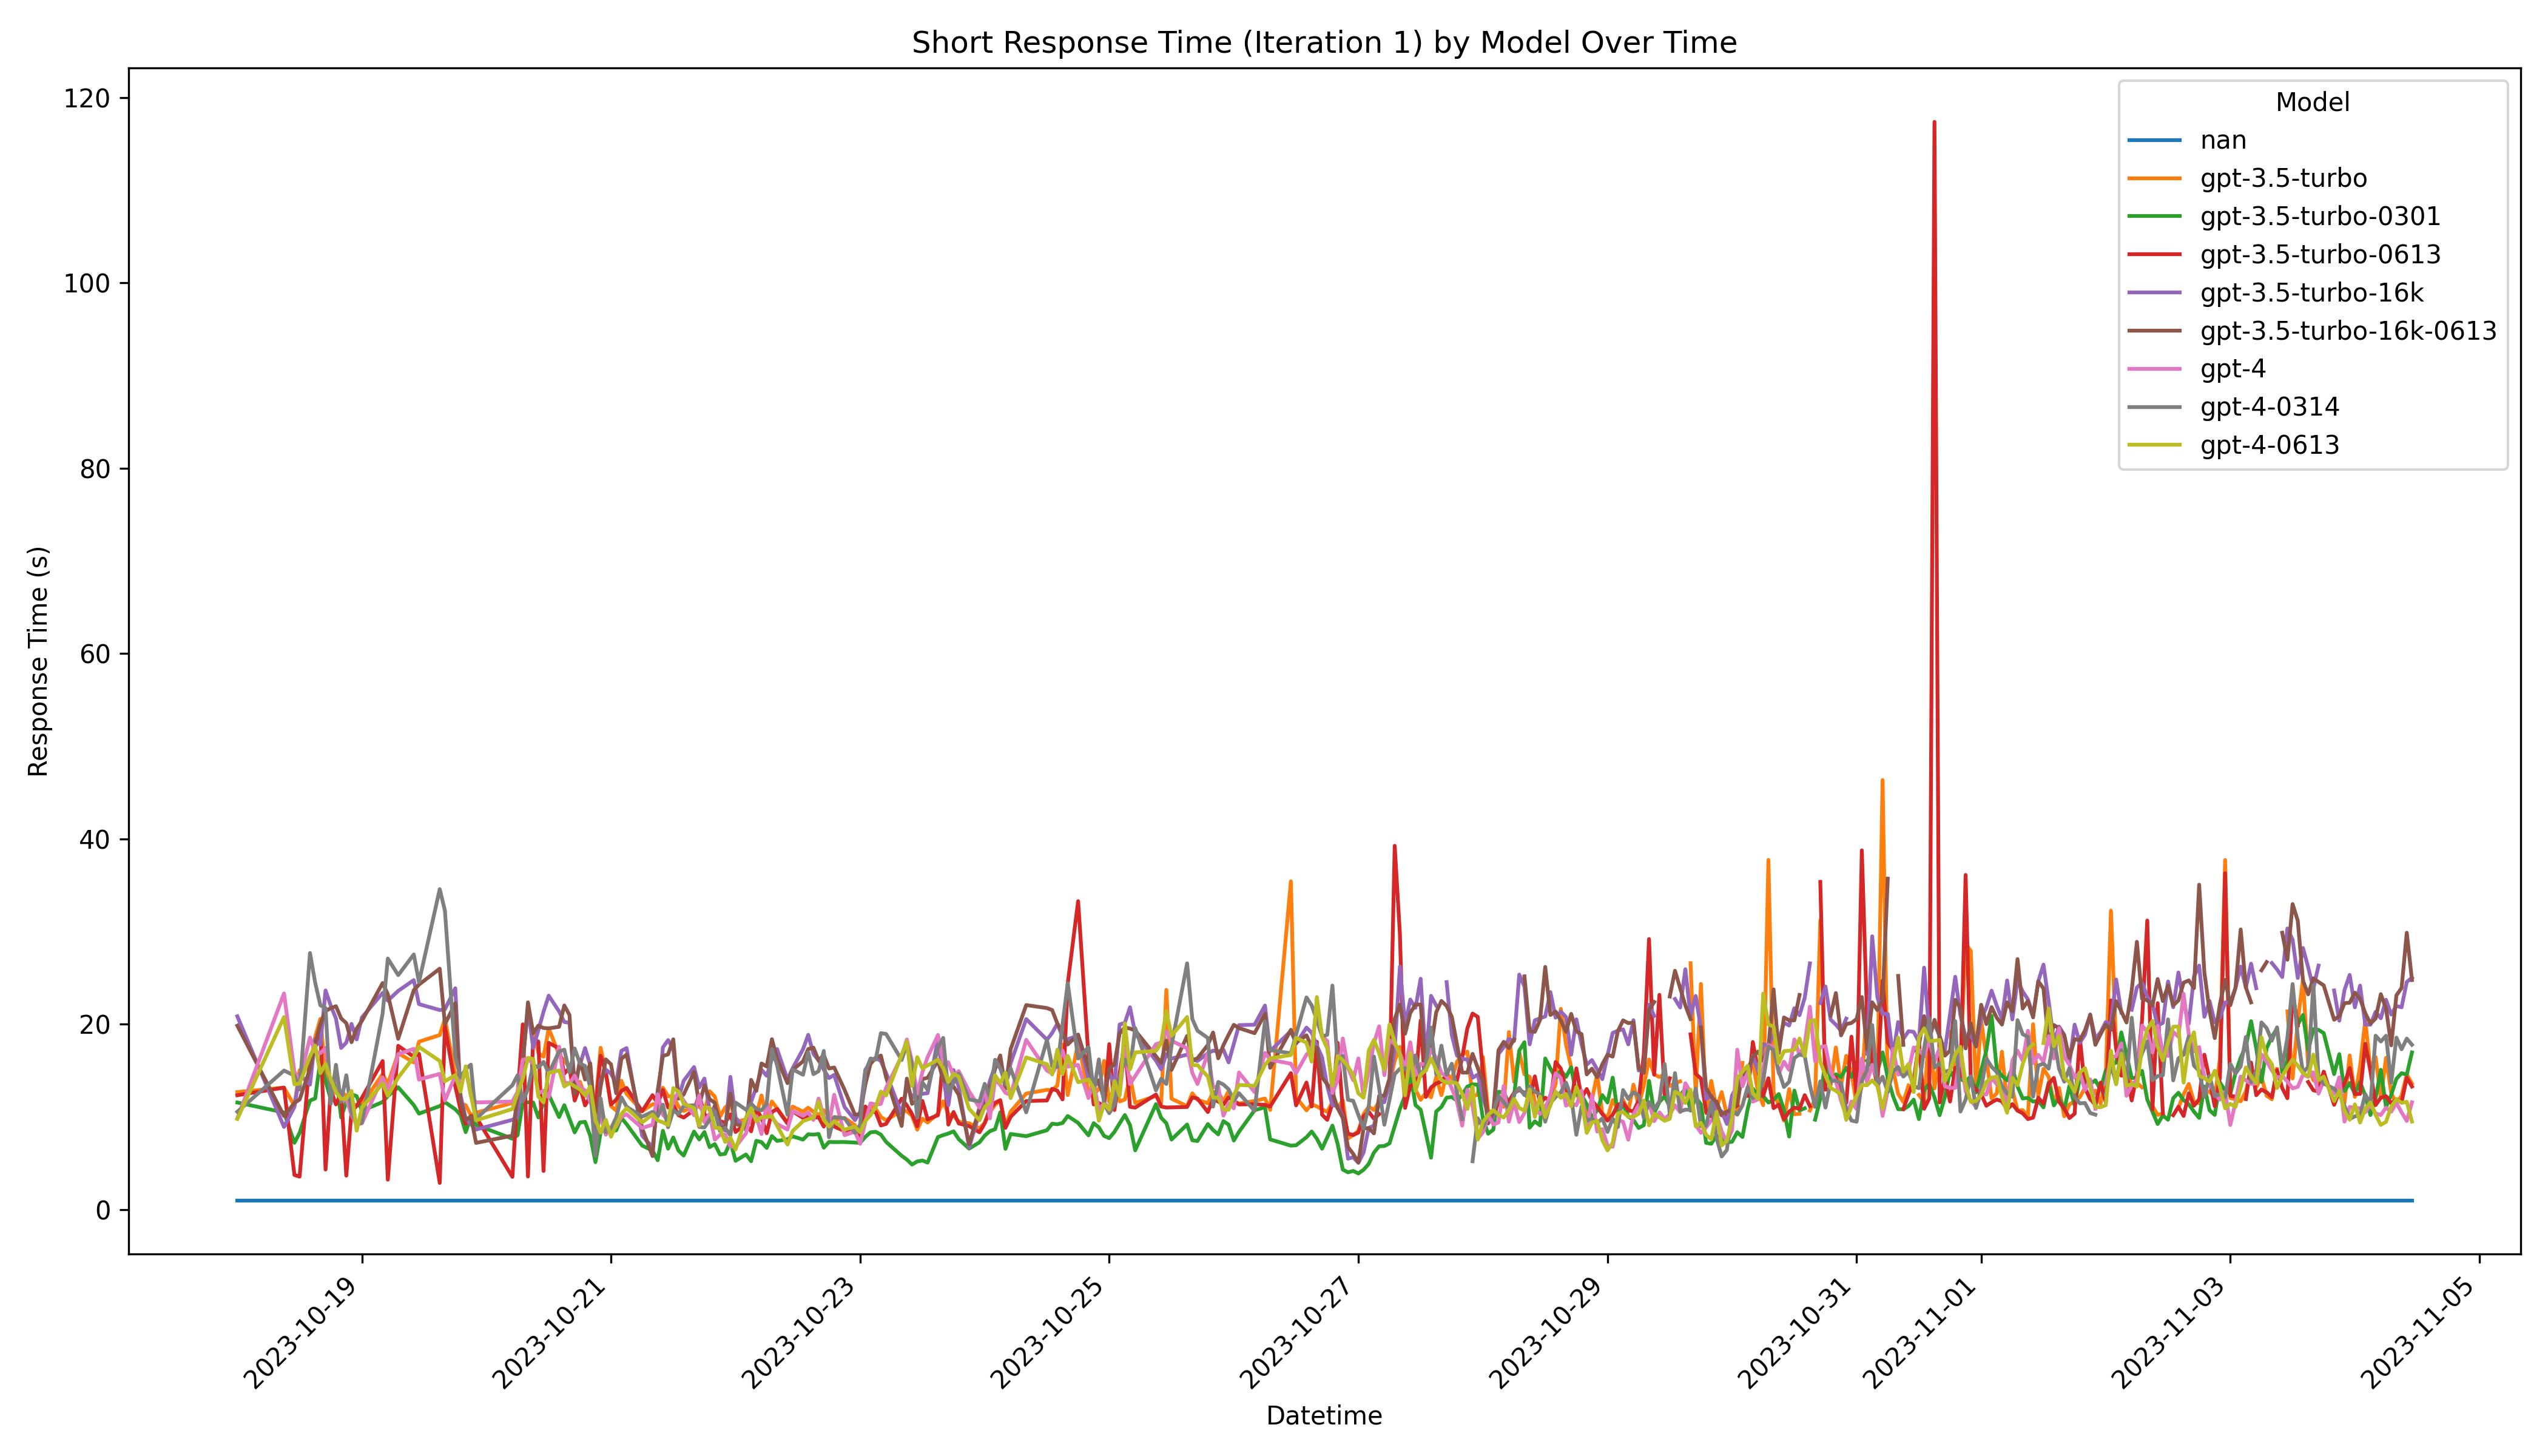 Short Response Time (Iteration 1) by Model Over Time
120
100
80
60
40
20
0
Response Time (s)
Model
nan
gpt-3.5-turbo
gpt-3.5-turbo-0301
gpt-3.5-turbo-0613
gpt-3.5-turbo-16k
gpt-3.5-turbo-16k-0613
gpt-4
gpt-4-0314
gpt-4-0613
2023-10-19
2023-10-21
2023-10-23
2023-10-25
2023-10-27
2023-10-29
2023-10-31
2023-11-01
2023-11-03
2023-11-05
Datetime